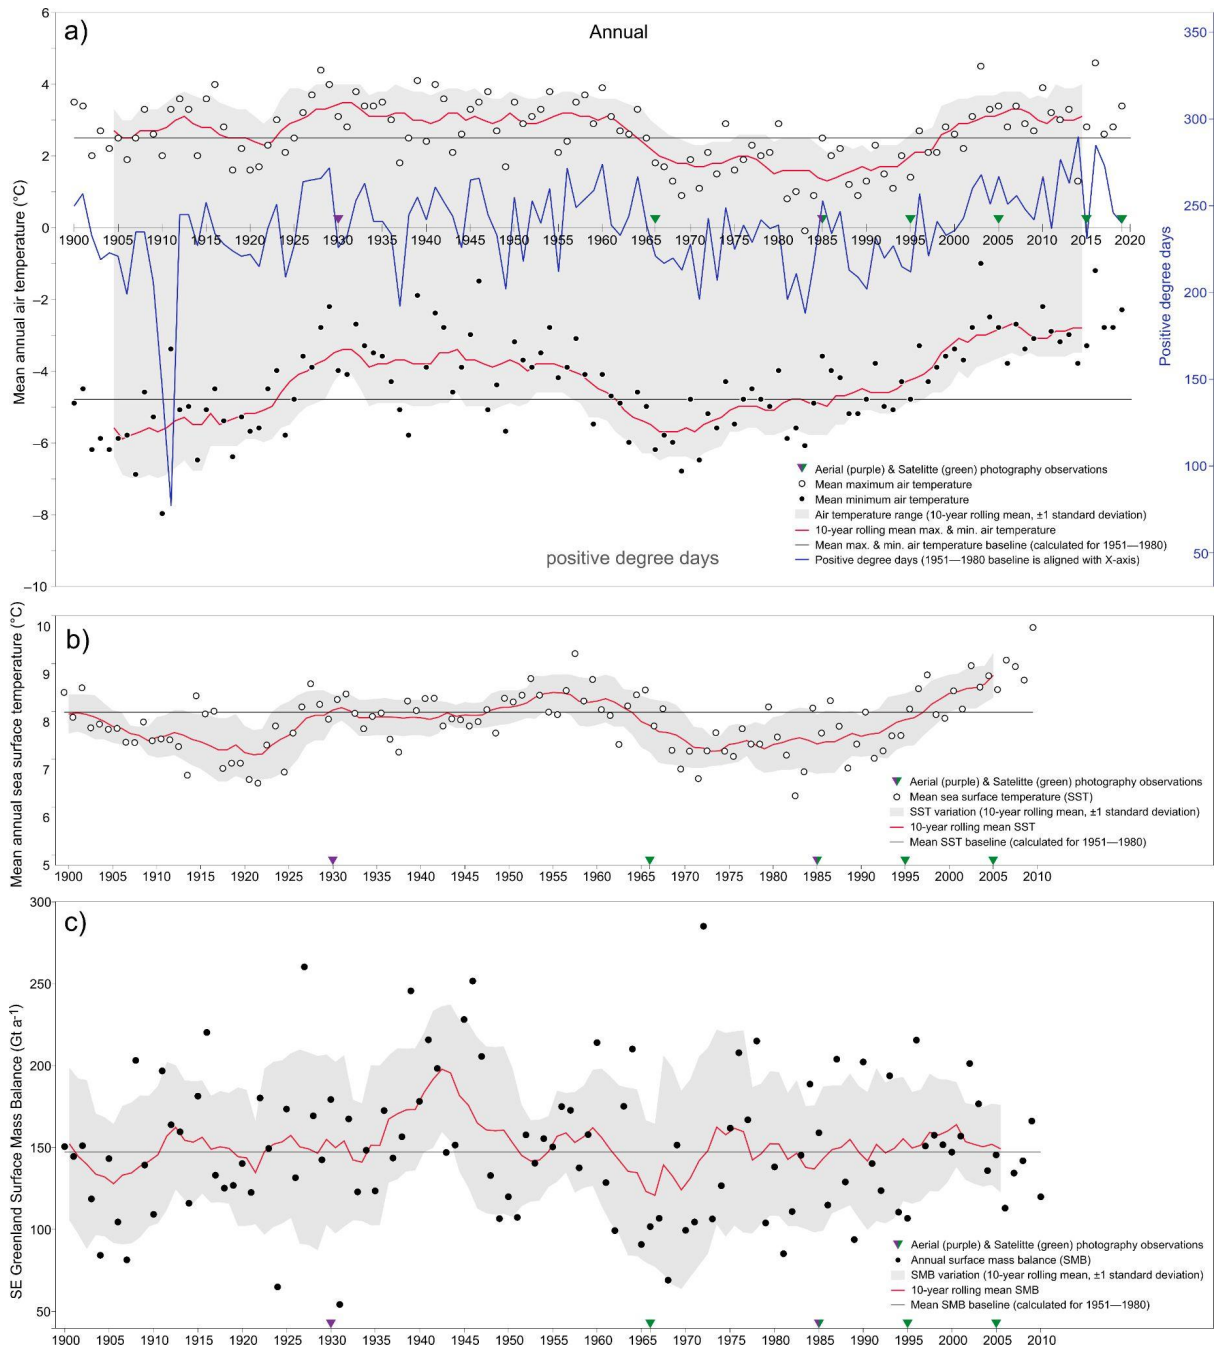 a)
Annual
Mean annual air temperature (°C)
6
4
2
0
−2
−4
−6
−8
−10
350
300
250
200
150
100
50
Positive degree days
1900 1905 1910 1915 1920 1925 1930 1935 1940 1945 1950 1955 1960 1965 1970 1975 1980 1985 1990 1995 2000 2005 2010 2015 2020
Aerial (purple) & Satelitte (green) photography observations
Mean maximum air temperature
Mean minimum air temperature
Air temperature range (10-year rolling mean, ±1 standard deviation)
10-year rolling mean max. & min. air temperature
Mean max. & min. air temperature baseline (calculated for 1951—1980)
Positive degree days (1951—1980 baseline is aligned with X-axis)
positive degree days
b)
Mean annual sea surface temperature (°C)
10
9
8
7
6
5
Aerial (purple) & Satelitte (green) photography observations
Mean sea surface temperature (SST)
SST variation (10-year rolling mean, ±1 standard deviation)
10-year rolling mean SST
Mean SST baseline (calculated for 1951—1980)
1900 1905 1910 1915 1920 1925 1930 1935 1940 1945 1950 1955 1960 1965 1970 1975 1980 1985 1990 1995 2000 2005 2010
c)
SE Greenland Surface Mass Balance (Gt a-1)
300
250
200
150
100
50
Aerial (purple) & Satelitte (green) photography observations
Annual surface mass balance (SMB)
SMB variation (10-year rolling mean, ±1 standard deviation)
10-year rolling mean SMB
Mean SMB baseline (calculated for 1951—1980)
1900 1905 1910 1915 1920 1925 1930 1935 1940 1945 1950 1955 1960 1965 1970 1975 1980 1985 1990 1995 2000 2005 2010